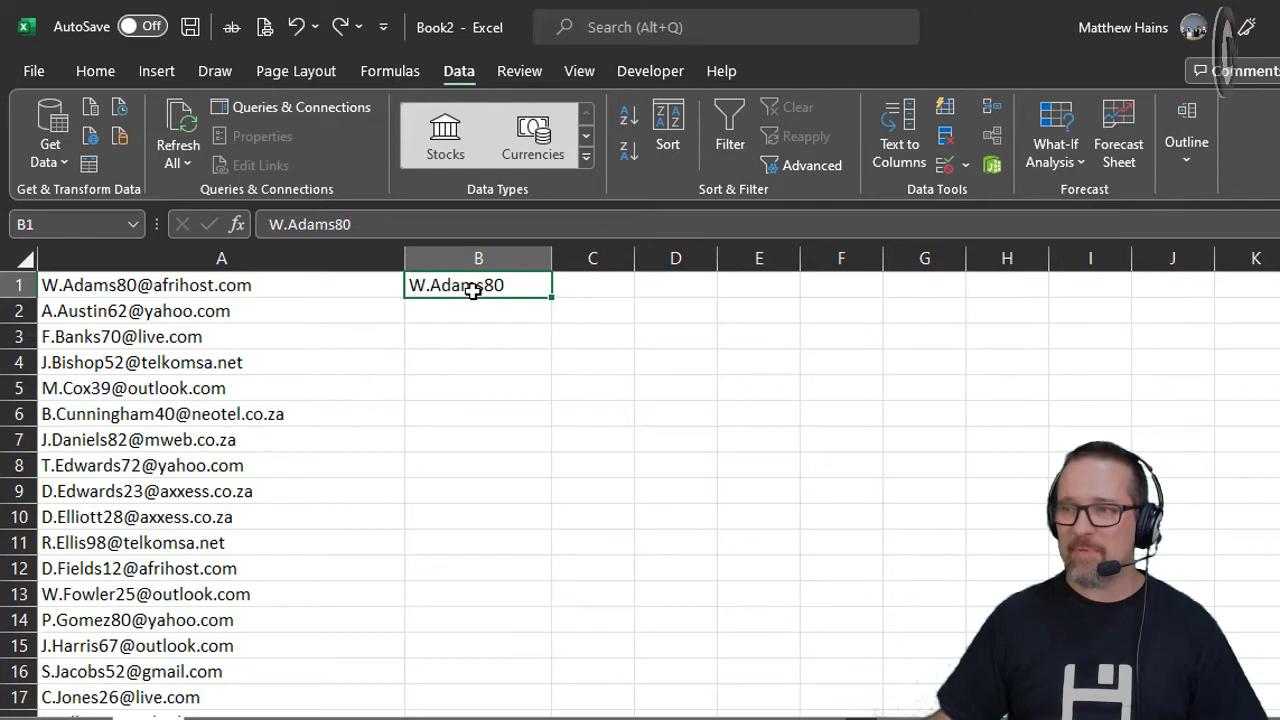 AutoSave Off Book2 - Excel Search (Alt+Q) Matthew Hains
File Home Insert Draw Page Layout Formulas Data Review View Developer Help Comments
Get Data Refresh All Queries & Connections Properties Edit Links Stocks Currencies Sort Filter Clear Reapply Advanced Text to Columns What-If Analysis Forecast Sheet Outline
Get & Transform Data Queries & Connections Data Types Sort & Filter Data Tools Forecast
B1 fx W.Adams80
A B C D E F G H I J K
1 W.Adams80@afrihost.com W.Adams80
2 A.Austin62@yahoo.com
3 F.Banks70@live.com
4 J.Bishop52@telkomsa.net
5 M.Cox39@outlook.com
6 B.Cunningham40@neotel.co.za
7 J.Daniels82@mweb.co.za
8 T.Edwards72@yahoo.com
9 D.Edwards23@axxess.co.za
10 D.Elliott28@axxess.co.za
11 R.Ellis98@telkomsa.net
12 D.Fields12@afrihost.com
13 W.Fowler25@outlook.com
14 P.Gomez80@yahoo.com
15 J.Harris67@outlook.com
16 S.Jacobs52@gmail.com
17 C.Jones26@live.com